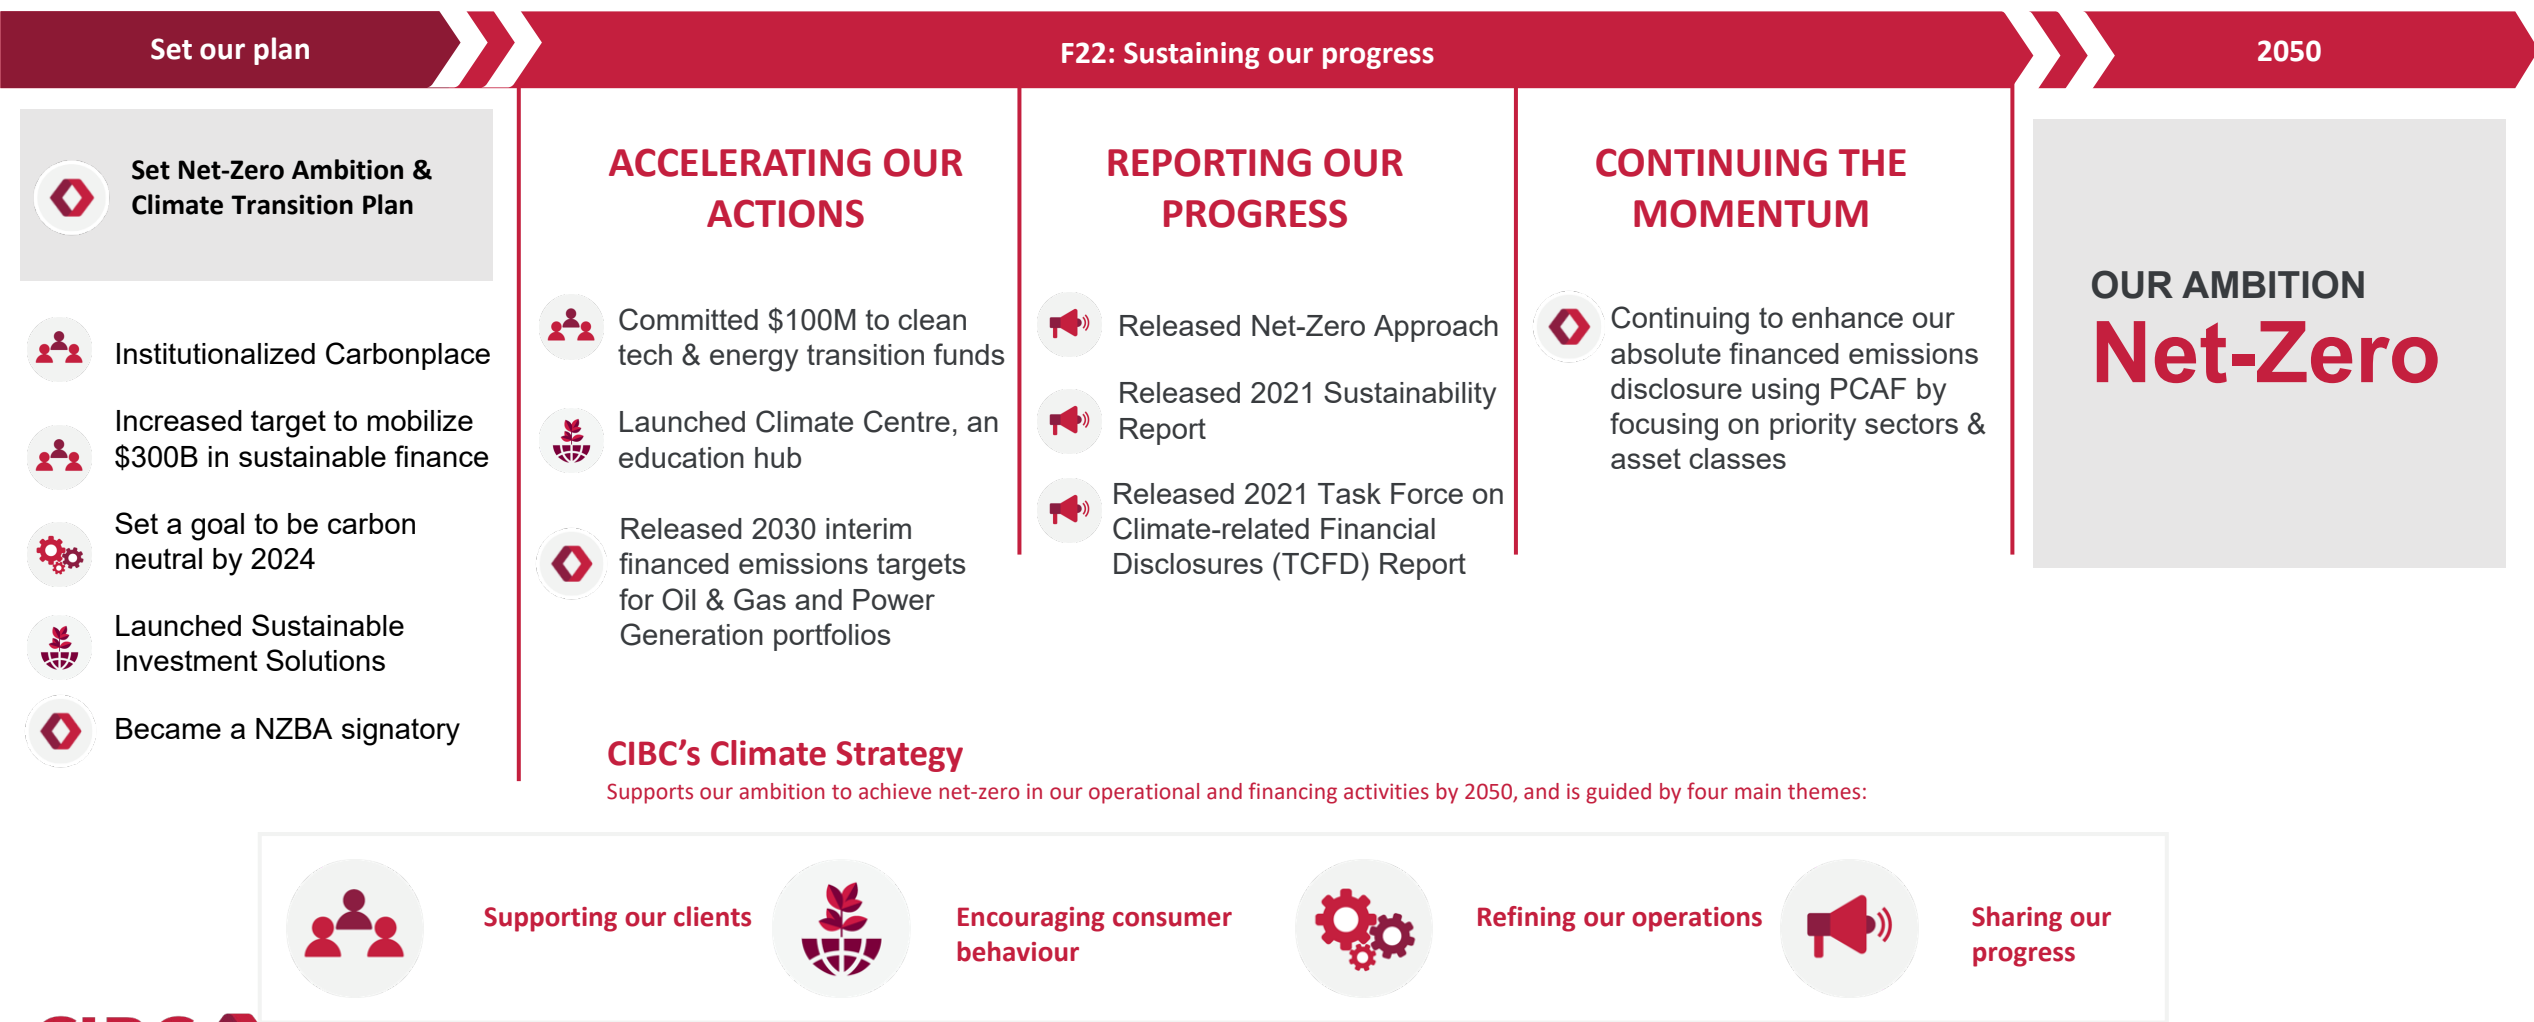 Set our plan
F22: Sustaining our progress
2050
Set Net-Zero Ambition &
Climate Transition Plan
Institutionalized Carbonplace
Increased target to mobilize
$300B in sustainable finance
Set a goal to be carbon
neutral by 2024
Launched Sustainable
Investment Solutions
Became a NZBA signatory
ACCELERATING OUR
ACTIONS
Committed $100M to clean
tech & energy transition funds
Launched Climate Centre, an
education hub
Released 2030 interim
financed emissions targets
for Oil & Gas and Power
Generation portfolios
REPORTING OUR
PROGRESS
Released Net-Zero Approach
Released 2021 Sustainability
Report
Released 2021 Task Force on
Climate-related Financial
Disclosures (TCFD) Report
CONTINUING THE
MOMENTUM
Continuing to enhance our
absolute financed emissions
disclosure using PCAF by
focusing on priority sectors &
asset classes
OUR AMBITION
Net-Zero
CIBC’s Climate Strategy
Supports our ambition to achieve net-zero in our operational and financing activities by 2050, and is guided by four main themes:
Supporting our clients
Encouraging consumer
behaviour
Refining our operations
Sharing our
progress